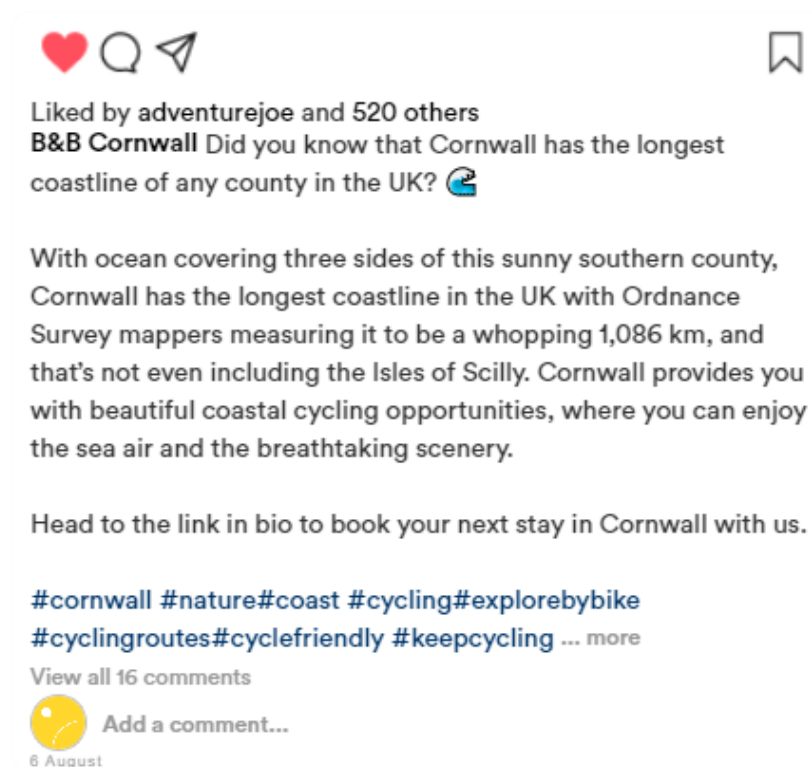 Liked by adventurejoe and 520 others
B&B Cornwall Did you know that Cornwall has the longest
coastline of any county in the UK? 🌊
With ocean covering three sides of this sunny southern county,
Cornwall has the longest coastline in the UK with Ordnance
Survey mappers measuring it to be a whopping 1,086 km, and
that's not even including the Isles of Scilly. Cornwall provides you
with beautiful coastal cycling opportunities, where you can enjoy
the sea air and the breathtaking scenery.
Head to the link in bio to book your next stay in Cornwall with us.
#cornwall #nature#coast #cycling#explorebybike
#cyclingroutes#cyclefriendly #keepcycling ... more
View all 16 comments
Add a comment...
6 August